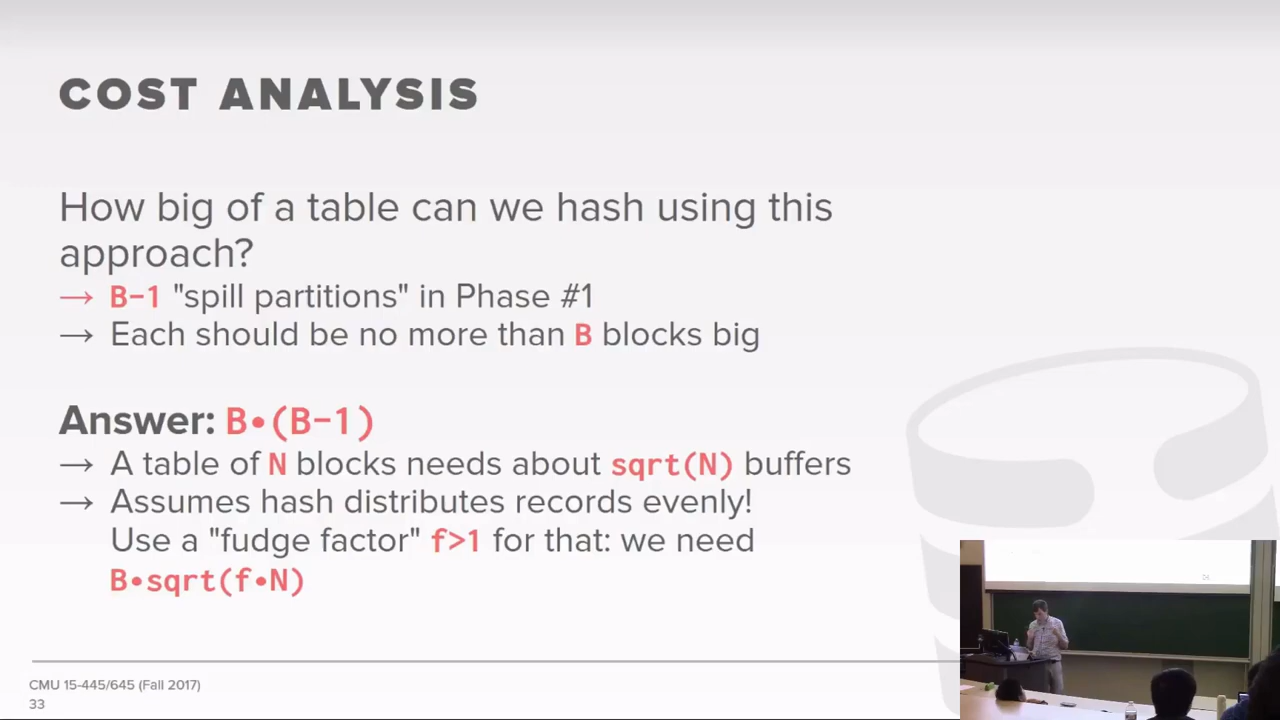 COST ANALYSIS
How big of a table can we hash using this
approach?
→ B-1 "spill partitions" in Phase #1
→ Each should be no more than B blocks big
Answer: B•(B-1)
→ A table of N blocks needs about sqrt(N) buffers
→ Assumes hash distributes records evenly!
Use a "fudge factor" f>1 for that: we need
B•sqrt(f•N)
CMU 15-445/645 (Fall 2017)
33